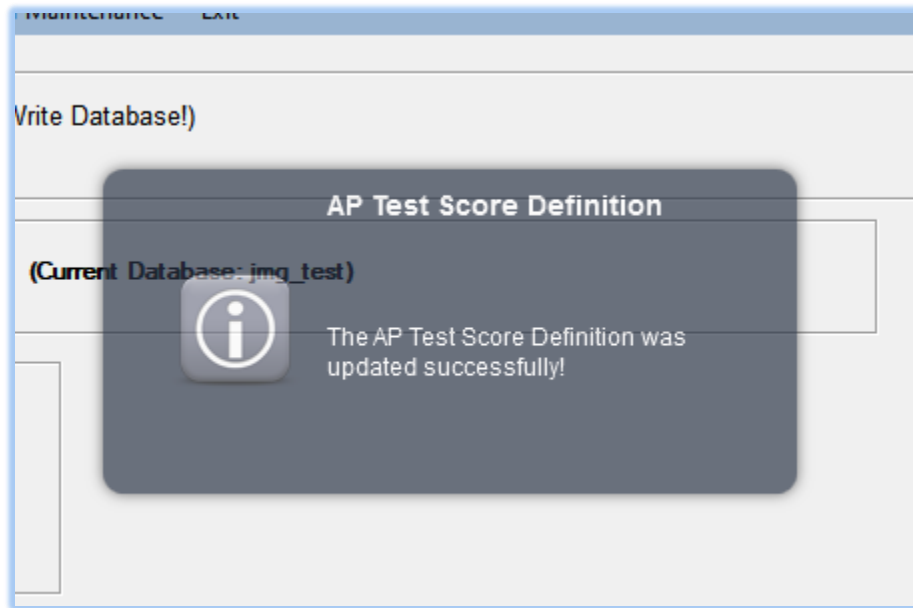 Maintenance Exit
Write Database!)
AP Test Score Definition
(Current Database: jmg_test)
The AP Test Score Definition was
updated successfully!